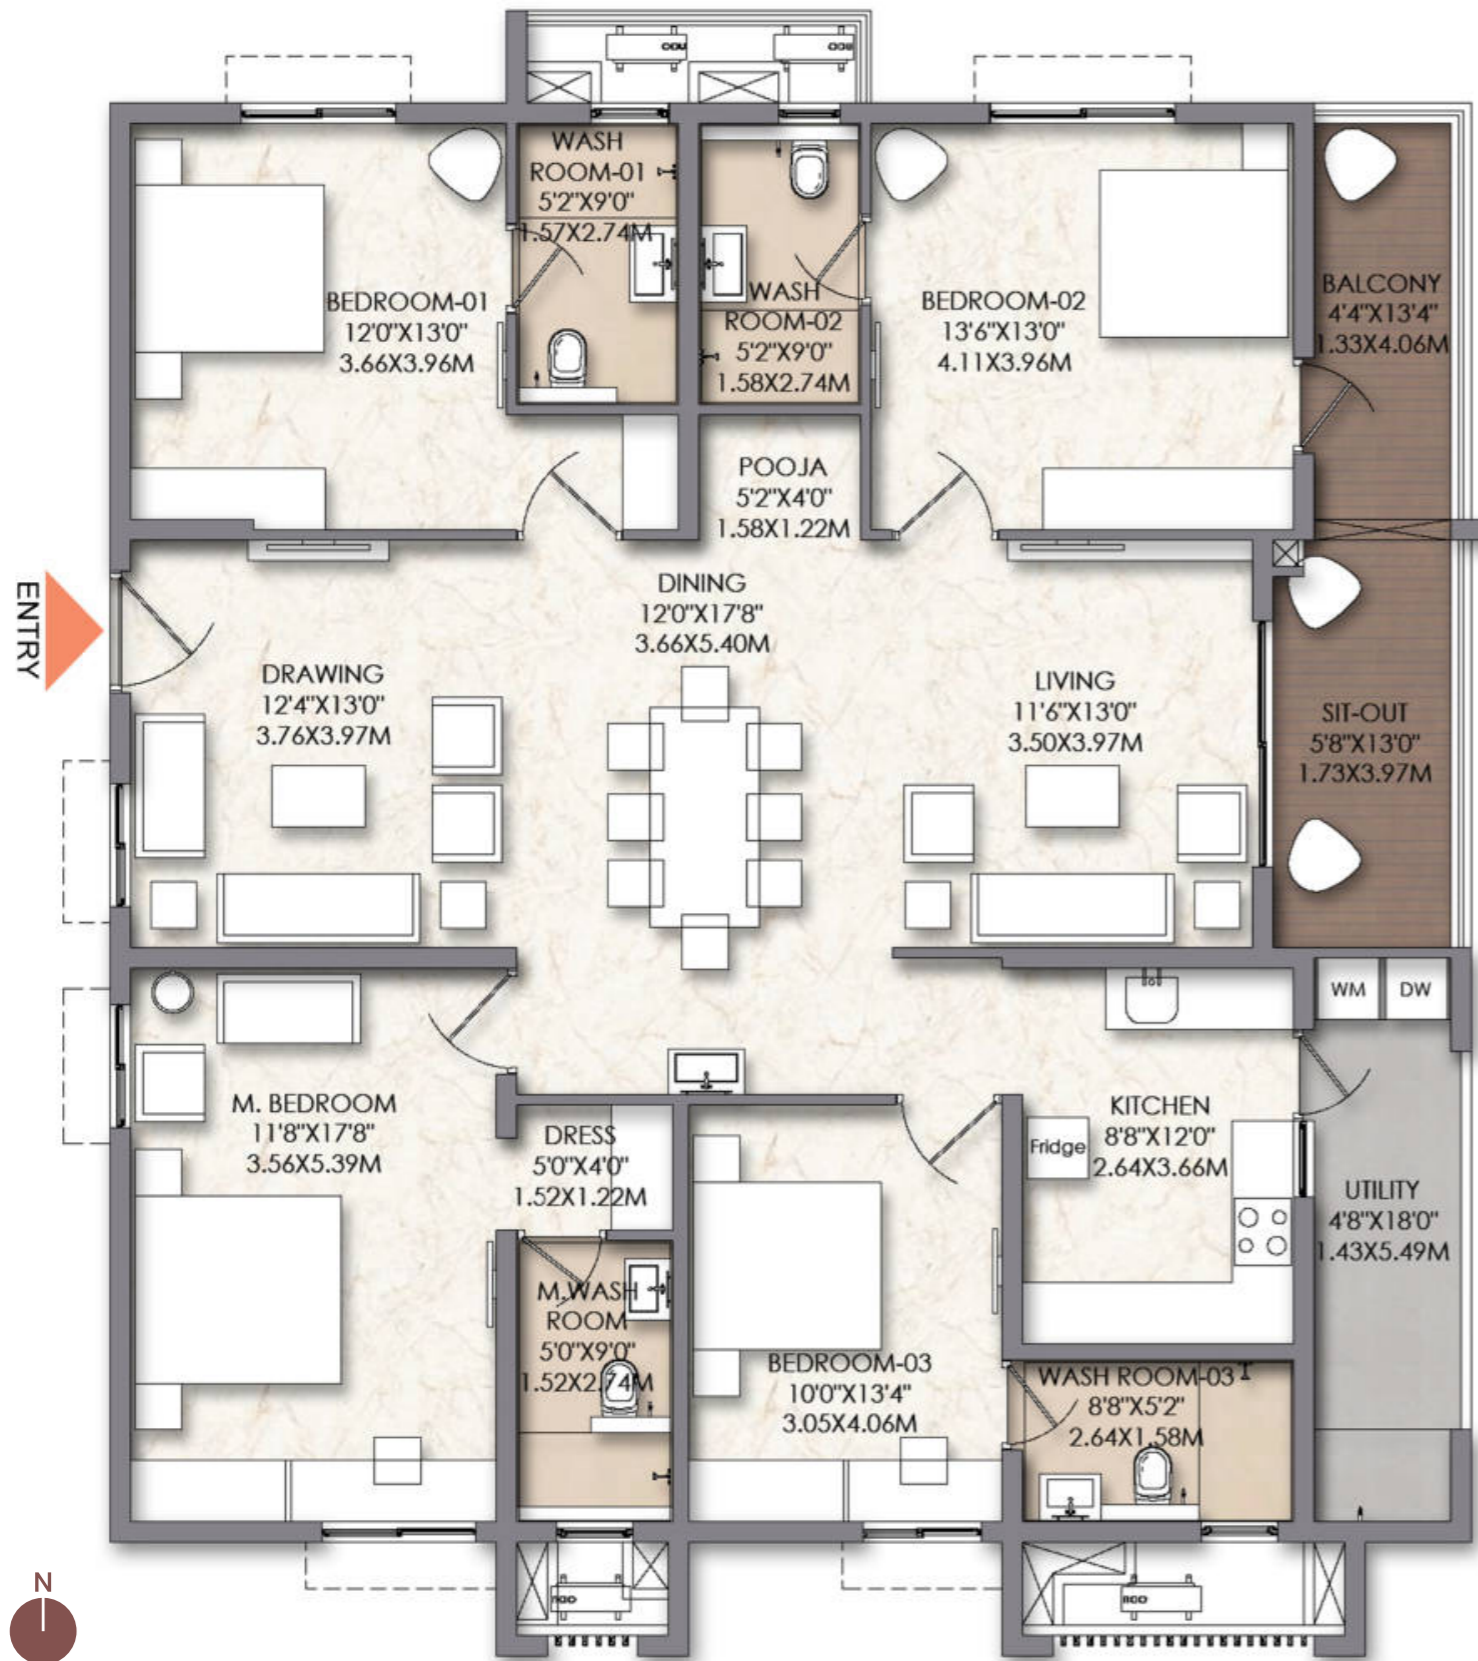 WASH
ROOM-01
5'2"X9'0"
1.57X2.74M
BEDROOM-01
12'0"X13'0"
3.66X3.96M
WASH
ROOM-02
5'2"X9'0"
1.58X2.74M
BEDROOM-02
13'6"X13'0"
4.11X3.96M
BALCONY
4'4"X13'4"
1.33X4.06M
POOJA
5'2"X4'0"
1.58X1.22M
ENTRY
DINING
12'0"X17'8"
3.66X5.40M
DRAWING
12'4"X13'0"
3.76X3.97M
LIVING
11'6"X13'0"
3.50X3.97M
SIT-OUT
5'8"X13'0"
1.73X3.97M
WM
DW
M. BEDROOM
11'8"X17'8"
3.56X5.39M
DRESS
5'0"X4'0"
1.52X1.22M
KITCHEN
8'8"X12'0"
2.64X3.66M
Fridge
UTILITY
4'8"X18'0"
1.43X5.49M
M.WASH
ROOM
5'0"X9'0"
1.52X2.74M
BEDROOM-03
10'0"X13'4"
3.05X4.06M
WASH ROOM-03
8'8"X5'2"
2.64X1.58M
N